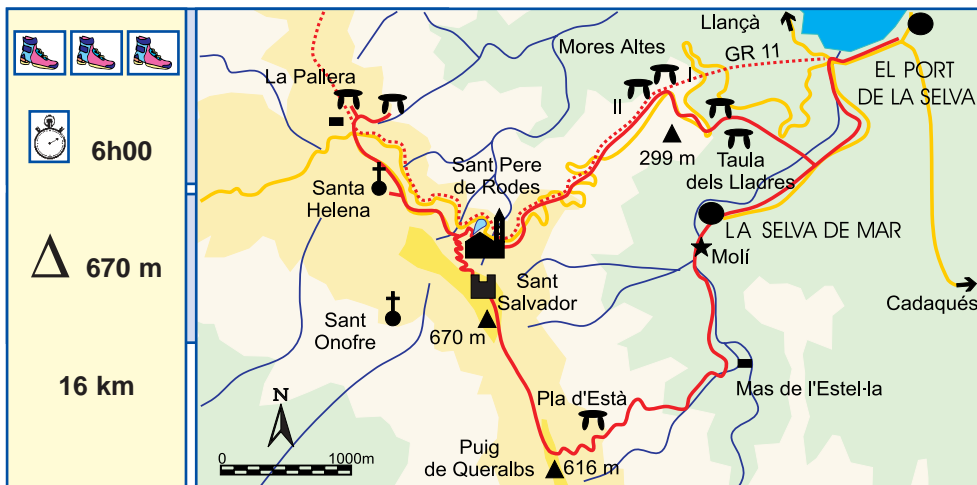 6h00
Δ 670 m
16 km
Llançà
Mores Altes
GR 11
I
II
EL PORT
DE LA SELVA
La Pallera
299 m
Taula
dels Lladres
Sant Pere
de Rodes
Santa
Helena
LA SELVA DE MAR
Molí
Cadaqués
Sant
Salvador
670 m
Sant
Onofre
Mas de l'Estel·la
Pla d'Està
Puig
de Queralbs
616 m
N
0 1000m